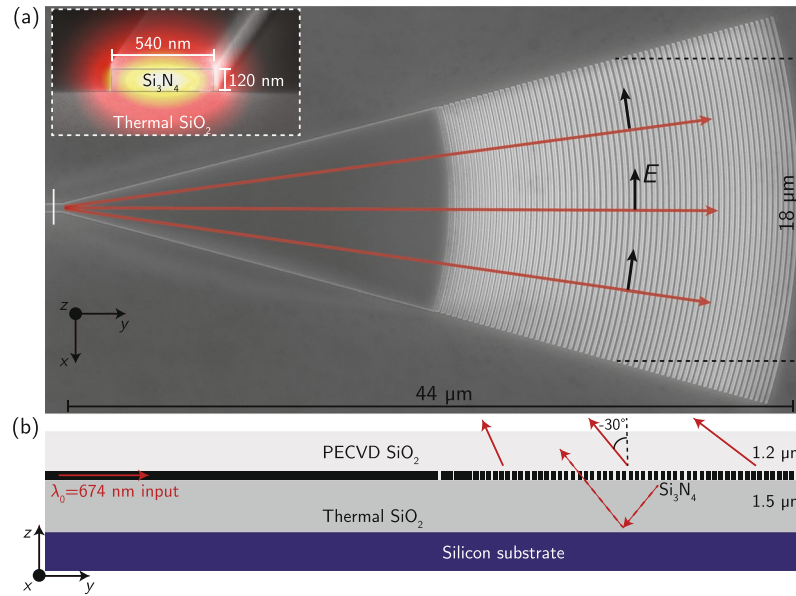 (a)
540 nm
Si₃N₄
120 nm
Thermal SiO₂
E
18 μm
z
y
x
44 μm
(b)
-30°
PECVD SiO₂
1.2 μm
λ₀=674 nm input
Si₃N₄
1.5 μm
Thermal SiO₂
z
Silicon substrate
x
y